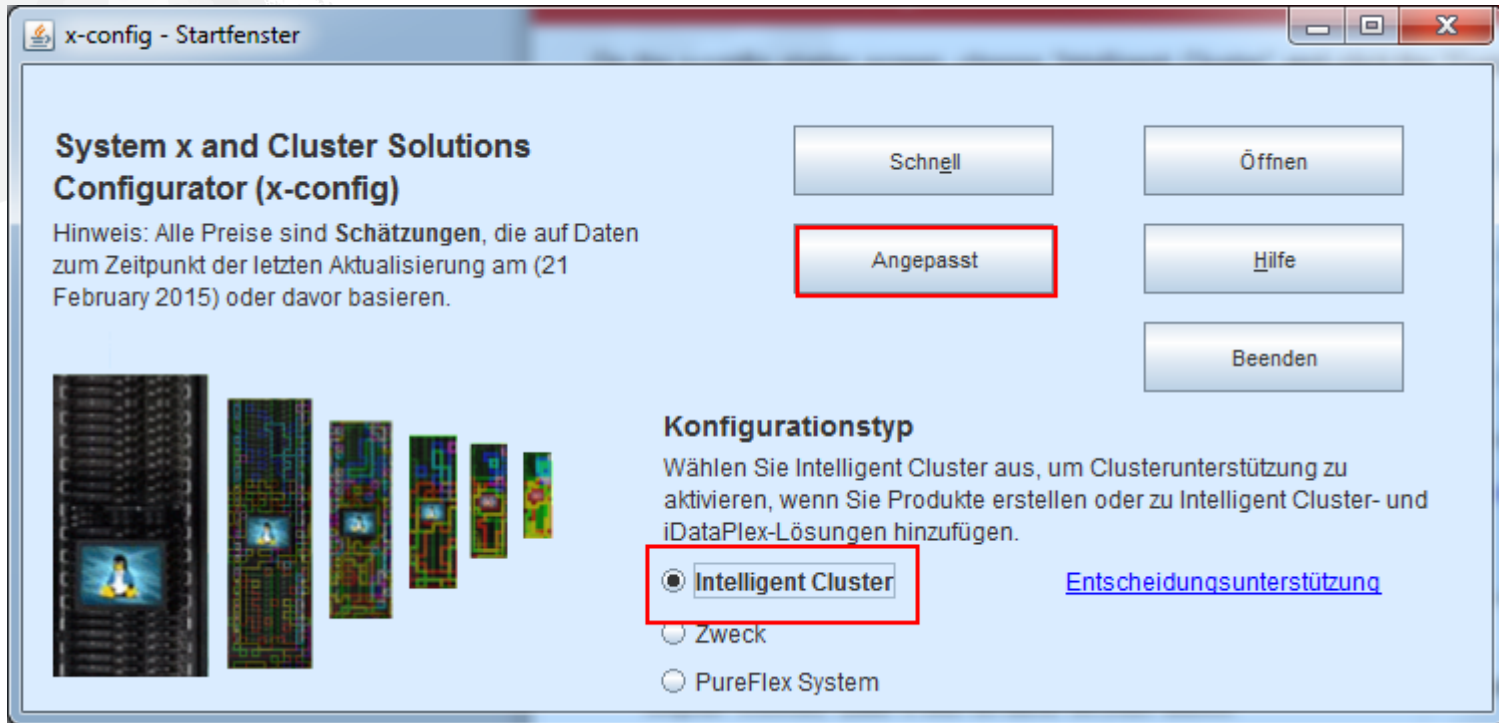 x-config - Startfenster
System x and Cluster Solutions
Configurator (x-config)
Hinweis: Alle Preise sind Schätzungen, die auf Daten
zum Zeitpunkt der letzten Aktualisierung am (21
February 2015) oder davor basieren.
Schnell
Öffnen
Angepasst
Hilfe
Beenden
Konfigurationstyp
Wählen Sie Intelligent Cluster aus, um Clusterunterstützung zu
aktivieren, wenn Sie Produkte erstellen oder zu Intelligent Cluster- und
iDataPlex-Lösungen hinzufügen.
Intelligent Cluster
Entscheidungsunterstützung
Zweck
PureFlex System